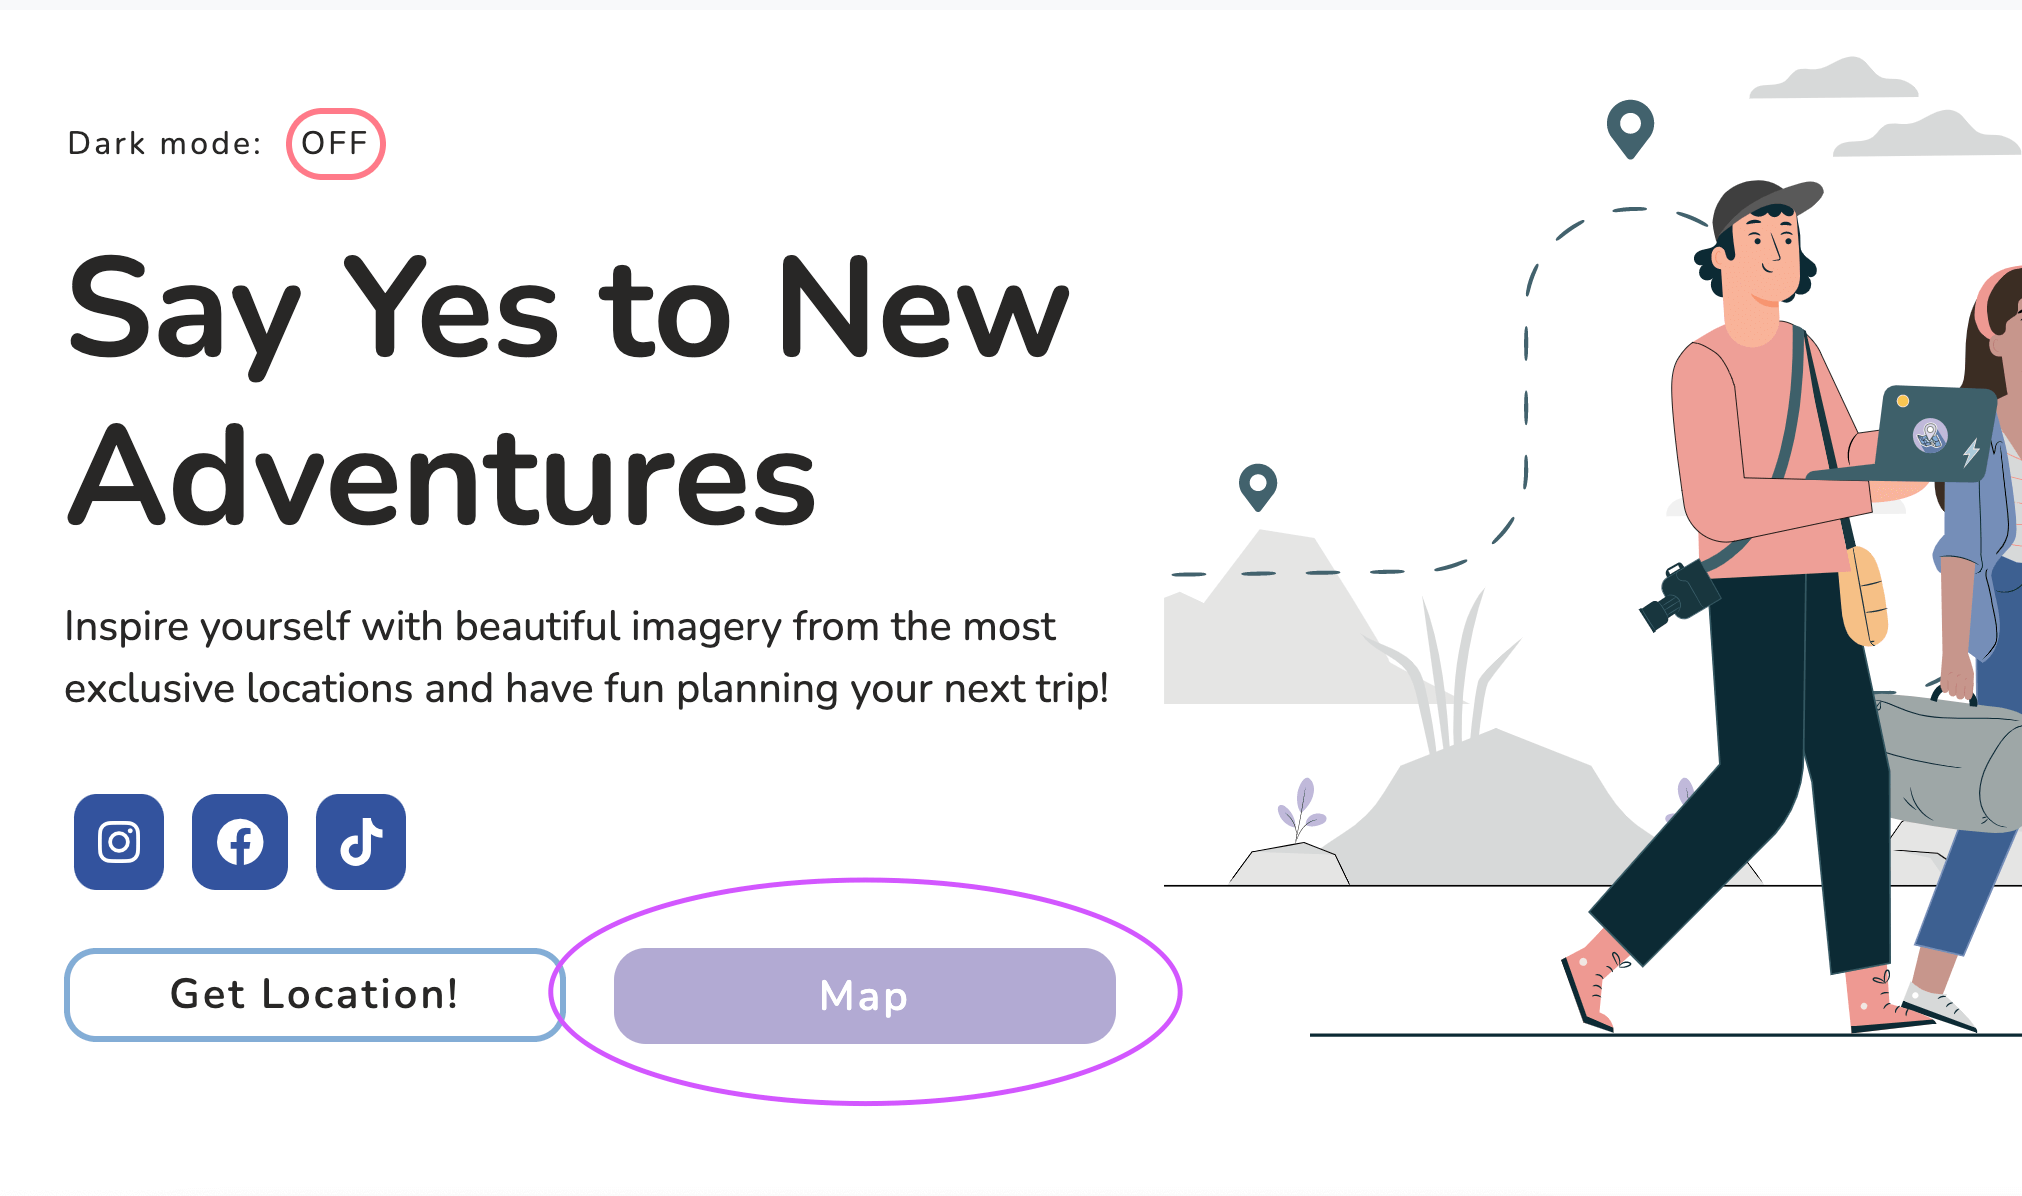 Dark mode: OFF
Say Yes to New
Adventures
Inspire yourself with beautiful imagery from the most
exclusive locations and have fun planning your next trip!
Get Location! Map